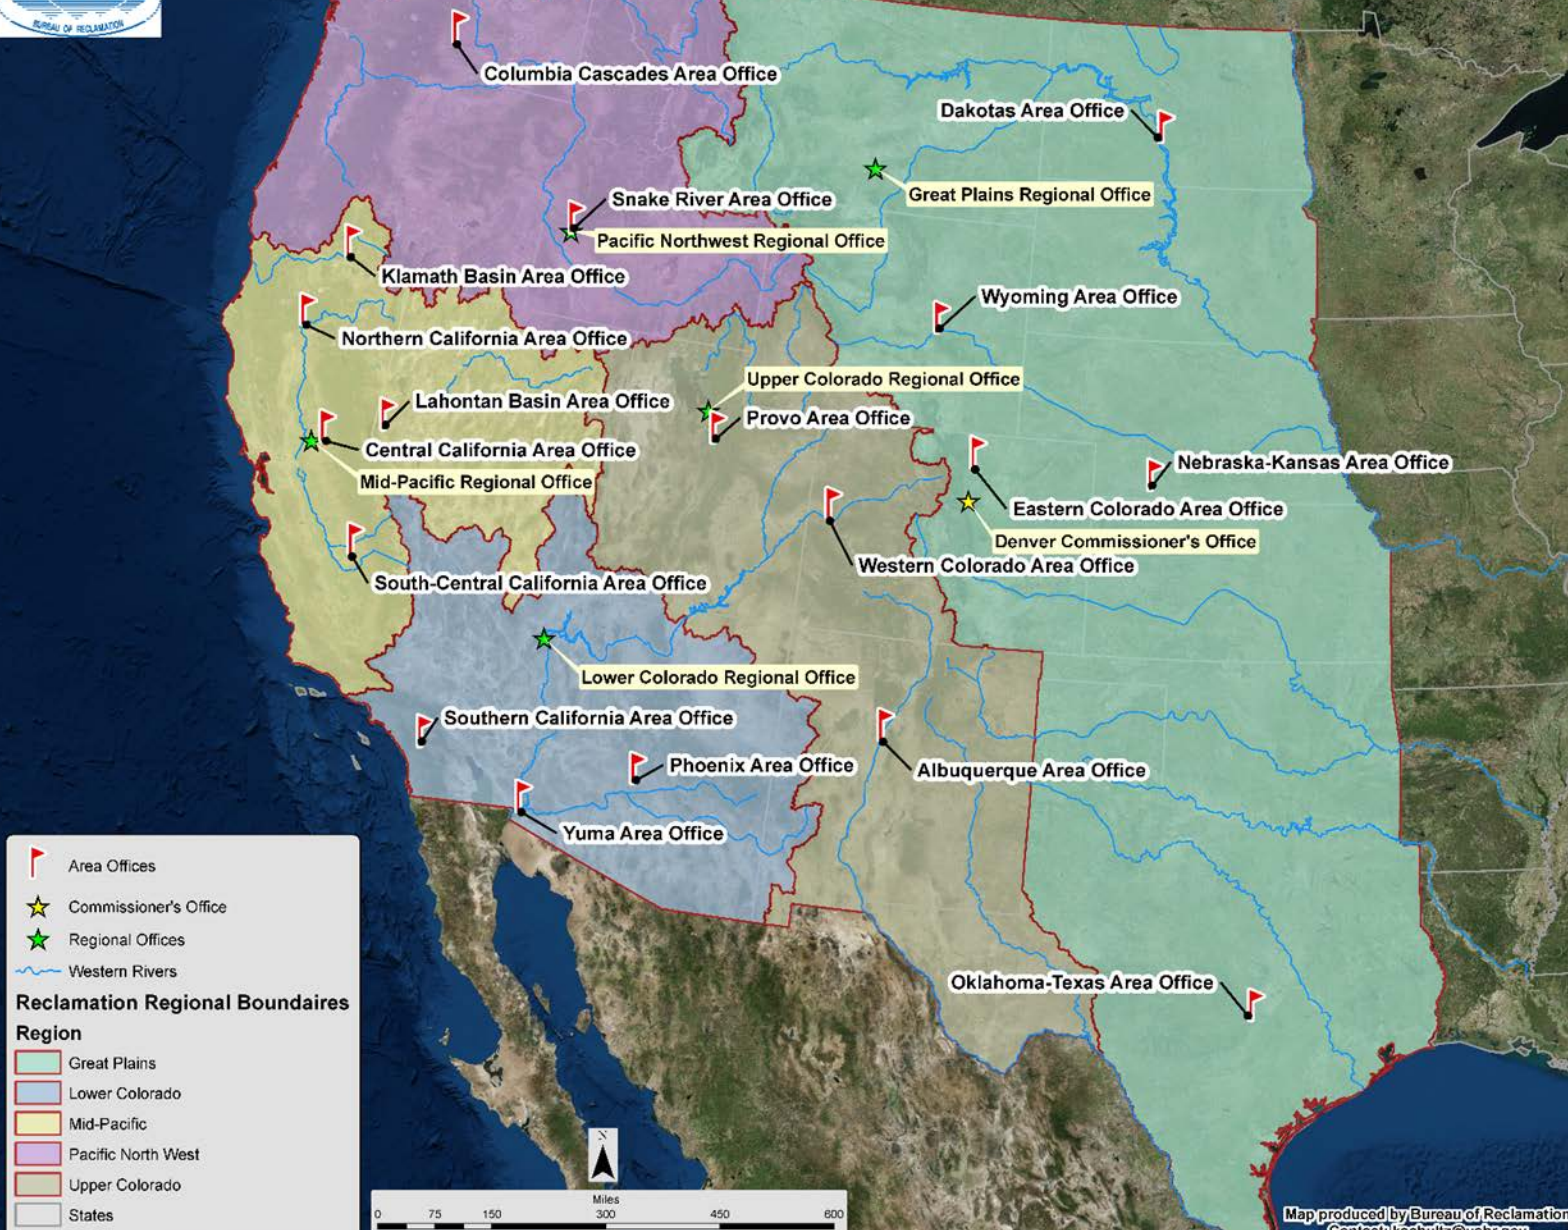 BUREAU OF RECLAMATION
Columbia Cascades Area Office
Dakotas Area Office
Great Plains Regional Office
Snake River Area Office
Pacific Northwest Regional Office
Klamath Basin Area Office
Wyoming Area Office
Northern California Area Office
Upper Colorado Regional Office
Lahontan Basin Area Office
Provo Area Office
Central California Area Office
Nebraska-Kansas Area Office
Mid-Pacific Regional Office
Eastern Colorado Area Office
Denver Commissioner's Office
Western Colorado Area Office
South-Central California Area Office
Lower Colorado Regional Office
Southern California Area Office
Phoenix Area Office
Albuquerque Area Office
Yuma Area Office
Oklahoma-Texas Area Office
Area Offices
Commissioner's Office
Regional Offices
Western Rivers
Reclamation Regional Boundaires
Region
Great Plains
Lower Colorado
Mid-Pacific
Pacific North West
Upper Colorado
States
N
Miles
0 75 150 300 450 600
Map produced by Bureau of Reclamation